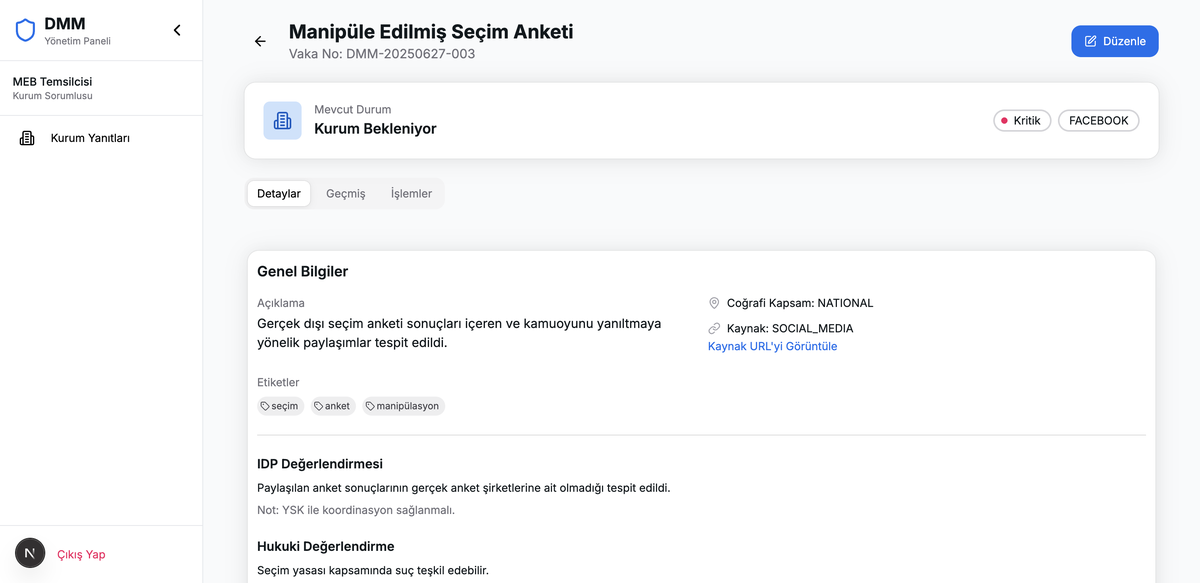 DMM
Yönetim Paneli
MEB Temsilcisi
Kurum Sorumlusu
Kurum Yanıtları
N
Çıkış Yap
Manipüle Edilmiş Seçim Anketi
Vaka No: DMM-20250627-003
Düzenle
Mevcut Durum
Kurum Bekleniyor
Kritik
FACEBOOK
Detaylar
Geçmiş
İşlemler
Genel Bilgiler
Açıklama
Gerçek dışı seçim anketi sonuçları içeren ve kamuoyunu yanıltmaya
yönelik paylaşımlar tespit edildi.
Coğrafi Kapsam: NATIONAL
Kaynak: SOCIAL_MEDIA
Kaynak URL'yi Görüntüle
Etiketler
seçim
anket
manipülasyon
IDP Değerlendirmesi
Paylaşılan anket sonuçlarının gerçek anket şirketlerine ait olmadığı tespit edildi.
Not: YSK ile koordinasyon sağlanmalı.
Hukuki Değerlendirme
Seçim yasası kapsamında suç teşkil edebilir.